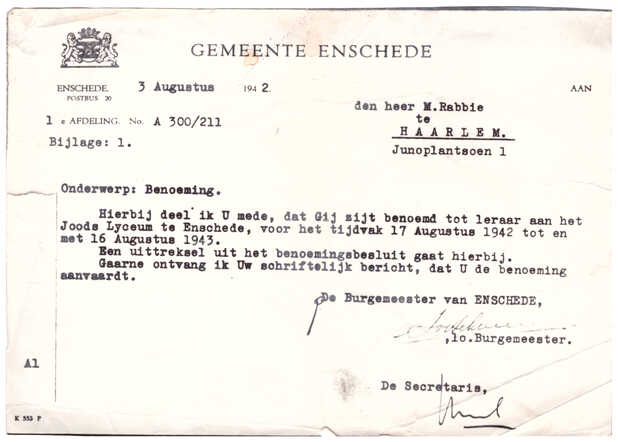 GEMEENTE ENSCHEDE
ENSCHEDE, 3 Augustus 1942.
POSTBUS 20
AAN
den heer M.Rabbie
te
HAARLEM.
Junoplantsoen 1
1 e AFDELING. No. A 300/211
Bijlage: 1.
Onderwerp: Benoeming.
Hierbij deel ik U mede, dat Gij zijt benoemd tot leraar aan het
Joods Lyceum te Enschede, voor het tijdvak 17 Augustus 1942 tot en
met 16 Augustus 1943.
Een uittreksel uit het benoemingsbesluit gaat hierbij.
Gaarne ontvang ik Uw schriftelijk bericht, dat U de benoeming
aanvaardt.
De Burgemeester van ENSCHEDE,
,lo.Burgemeester.
A1
De Secretaris,
K 553 P